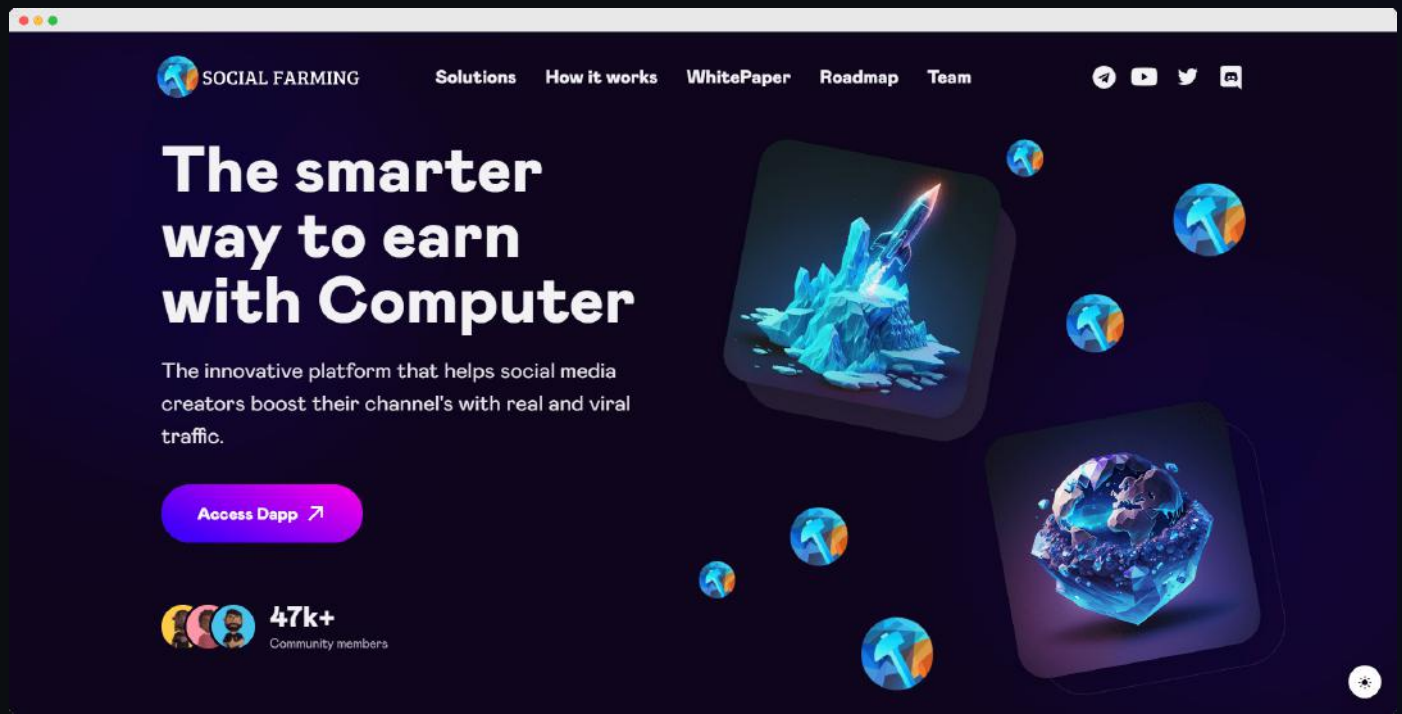 SOCIAL FARMING
Solutions
How it works
WhitePaper
Roadmap
Team
The smarter
way to earn
with Computer
The innovative platform that helps social media
creators boost their channel's with real and viral
traffic.
Access Dapp
47k+
Community members